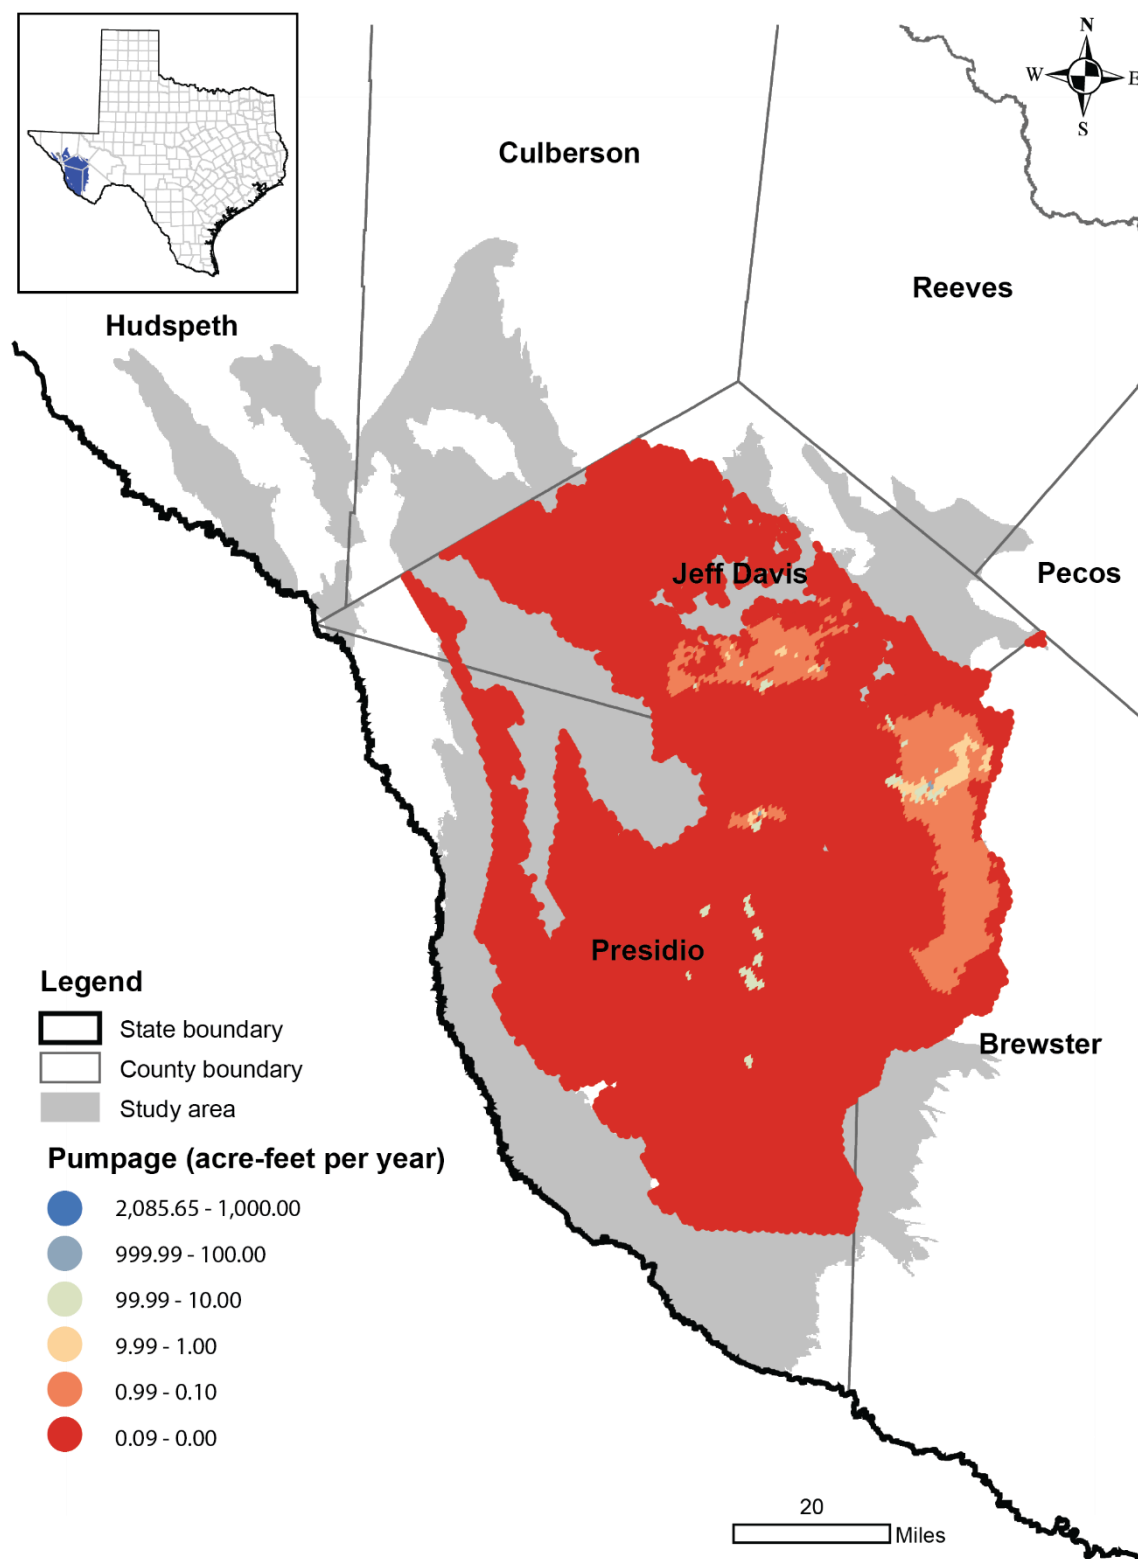 N
W
E
S
Culberson
Reeves
Hudspeth
Jeff Davis
Pecos
Presidio
Brewster
Legend
State boundary
County boundary
Study area
Pumpage (acre-feet per year)
2,085.65 - 1,000.00
999.99 - 100.00
99.99 - 10.00
9.99 - 1.00
0.99 - 0.10
0.09 - 0.00
20
Miles